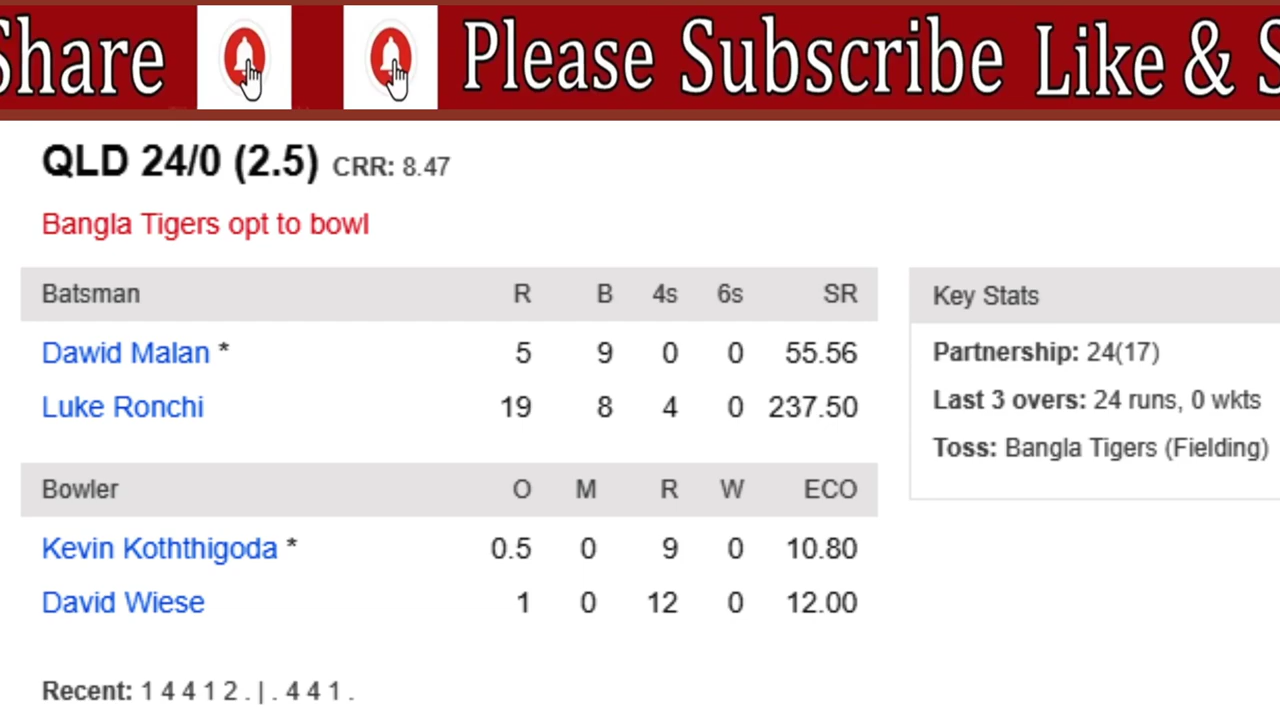 Share Please Subscribe Like &
QLD 24/0 (2.5) CRR: 8.47
Bangla Tigers opt to bowl
Batsman R B 4s 6s SR
Dawid Malan * 5 9 0 0 55.56
Luke Ronchi 19 8 4 0 237.50
Bowler O M R W ECO
Kevin Koththigoda * 0.5 0 9 0 10.80
David Wiese 1 0 12 0 12.00
Recent: 1 4 4 1 2 . | . 4 4 1 .
Key Stats
Partnership: 24(17)
Last 3 overs: 24 runs, 0 wkts
Toss: Bangla Tigers (Fielding)